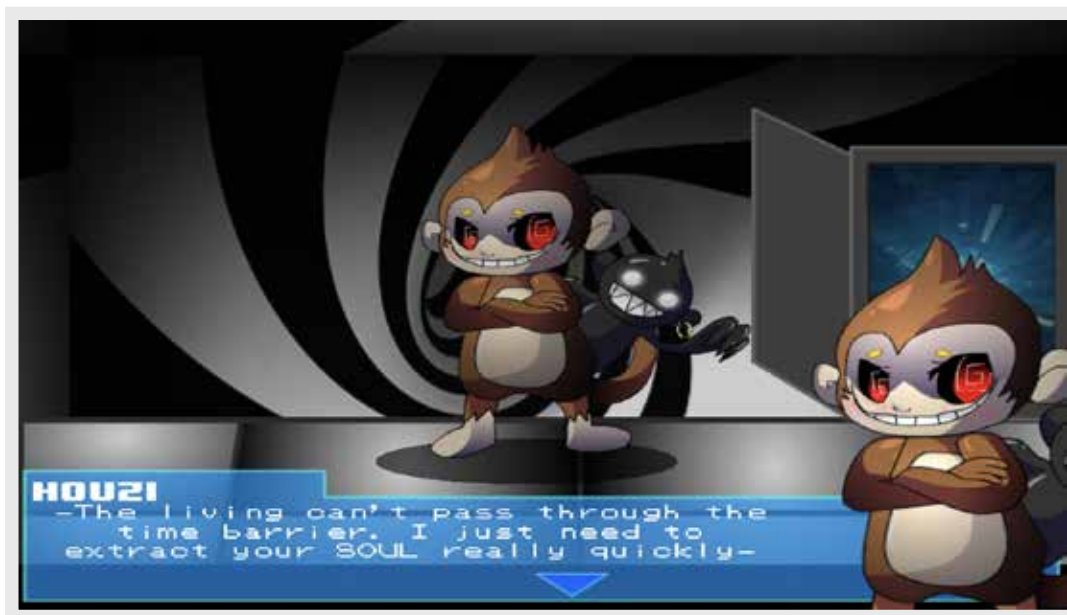 HOUZI
-The living can't pass through the
time barrier. I just need to
extract your SOUL really quickly-